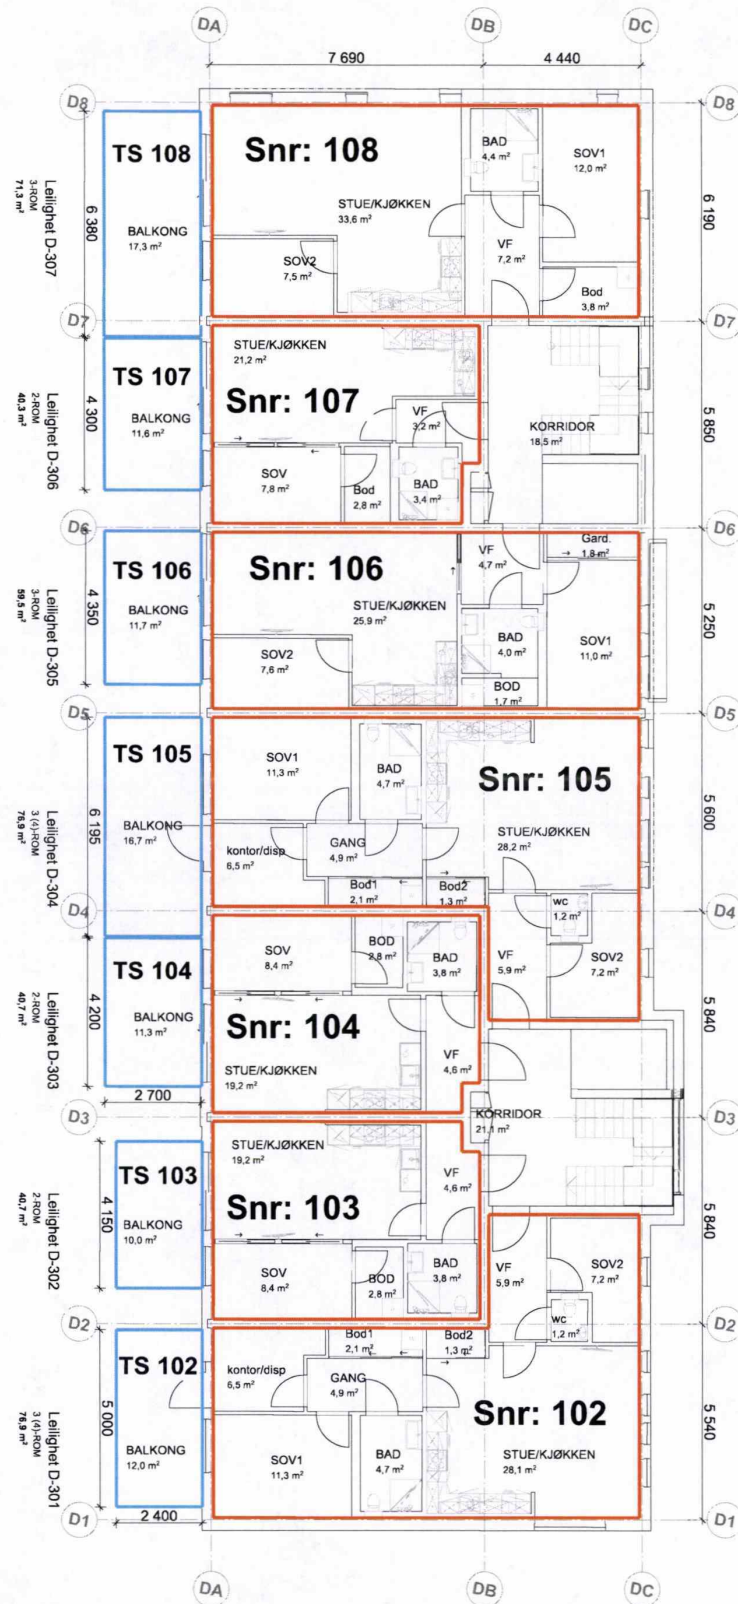 DA
DB
DC
7 690
4 440
D8
D8
TS 108
Snr: 108
BAD
4,4 m²
SOV1
12,0 m²
STUE/KJØKKEN
33,6 m²
BALKONG
17,3 m²
VF
7,2 m²
SOV2
7,5 m²
Bod
3,8 m²
Leilighet D-307
3-ROM
71,3 m²
6 380
6 190
D7
D7
STUE/KJØKKEN
21,2 m²
TS 107
Snr: 107
BALKONG
11,6 m²
VF
3,2 m²
KORRIDOR
18,5 m²
SOV
7,8 m²
Bod
2,8 m²
BAD
3,4 m²
Leilighet D-306
2-ROM
40,3 m²
4 300
5 850
D6
D6
TS 106
Snr: 106
VF
4,7 m²
Gard.
1,8 m²
BALKONG
11,7 m²
STUE/KJØKKEN
25,9 m²
SOV2
7,6 m²
BAD
4,0 m²
SOV1
11,0 m²
BOD
1,7 m²
Leilighet D-305
3-ROM
59,5 m²
4 350
5 250
D5
D5
TS 105
SOV1
11,3 m²
BAD
4,7 m²
Snr: 105
BALKONG
16,7 m²
STUE/KJØKKEN
28,2 m²
kontor/disp
6,5 m²
GANG
4,9 m²
Bod1
2,1 m²
Bod2
1,3 m²
Leilighet D-304
3 (4)-ROM
76,9 m²
6 195
5 600
D4
D4
wc
1,2 m²
VF
5,9 m²
SOV2
7,2 m²
TS 104
SOV
8,4 m²
BOD
2,8 m²
BAD
3,8 m²
BALKONG
11,3 m²
Snr: 104
STUE/KJØKKEN
19,2 m²
VF
4,6 m²
Leilighet D-303
2-ROM
40,7 m²
4 200
5 840
2 700
D3
D3
KORRIDOR
21,1 m²
STUE/KJØKKEN
19,2 m²
TS 103
Snr: 103
VF
4,6 m²
BALKONG
10,0 m²
SOV
8,4 m²
BOD
2,8 m²
BAD
3,8 m²
Leilighet D-302
2-ROM
40,7 m²
4 150
5 840
VF
5,9 m²
SOV2
7,2 m²
wc
1,2 m²
D2
D2
TS 102
Bod1
2,1 m²
Bod2
1,3 m²
kontor/disp
6,5 m²
GANG
4,9 m²
Snr: 102
BALKONG
12,0 m²
SOV1
11,3 m²
BAD
4,7 m²
STUE/KJØKKEN
28,1 m²
Leilighet D-301
3 (4)-ROM
76,9 m²
5 000
5 540
2 400
D1
D1
DA
DB
DC